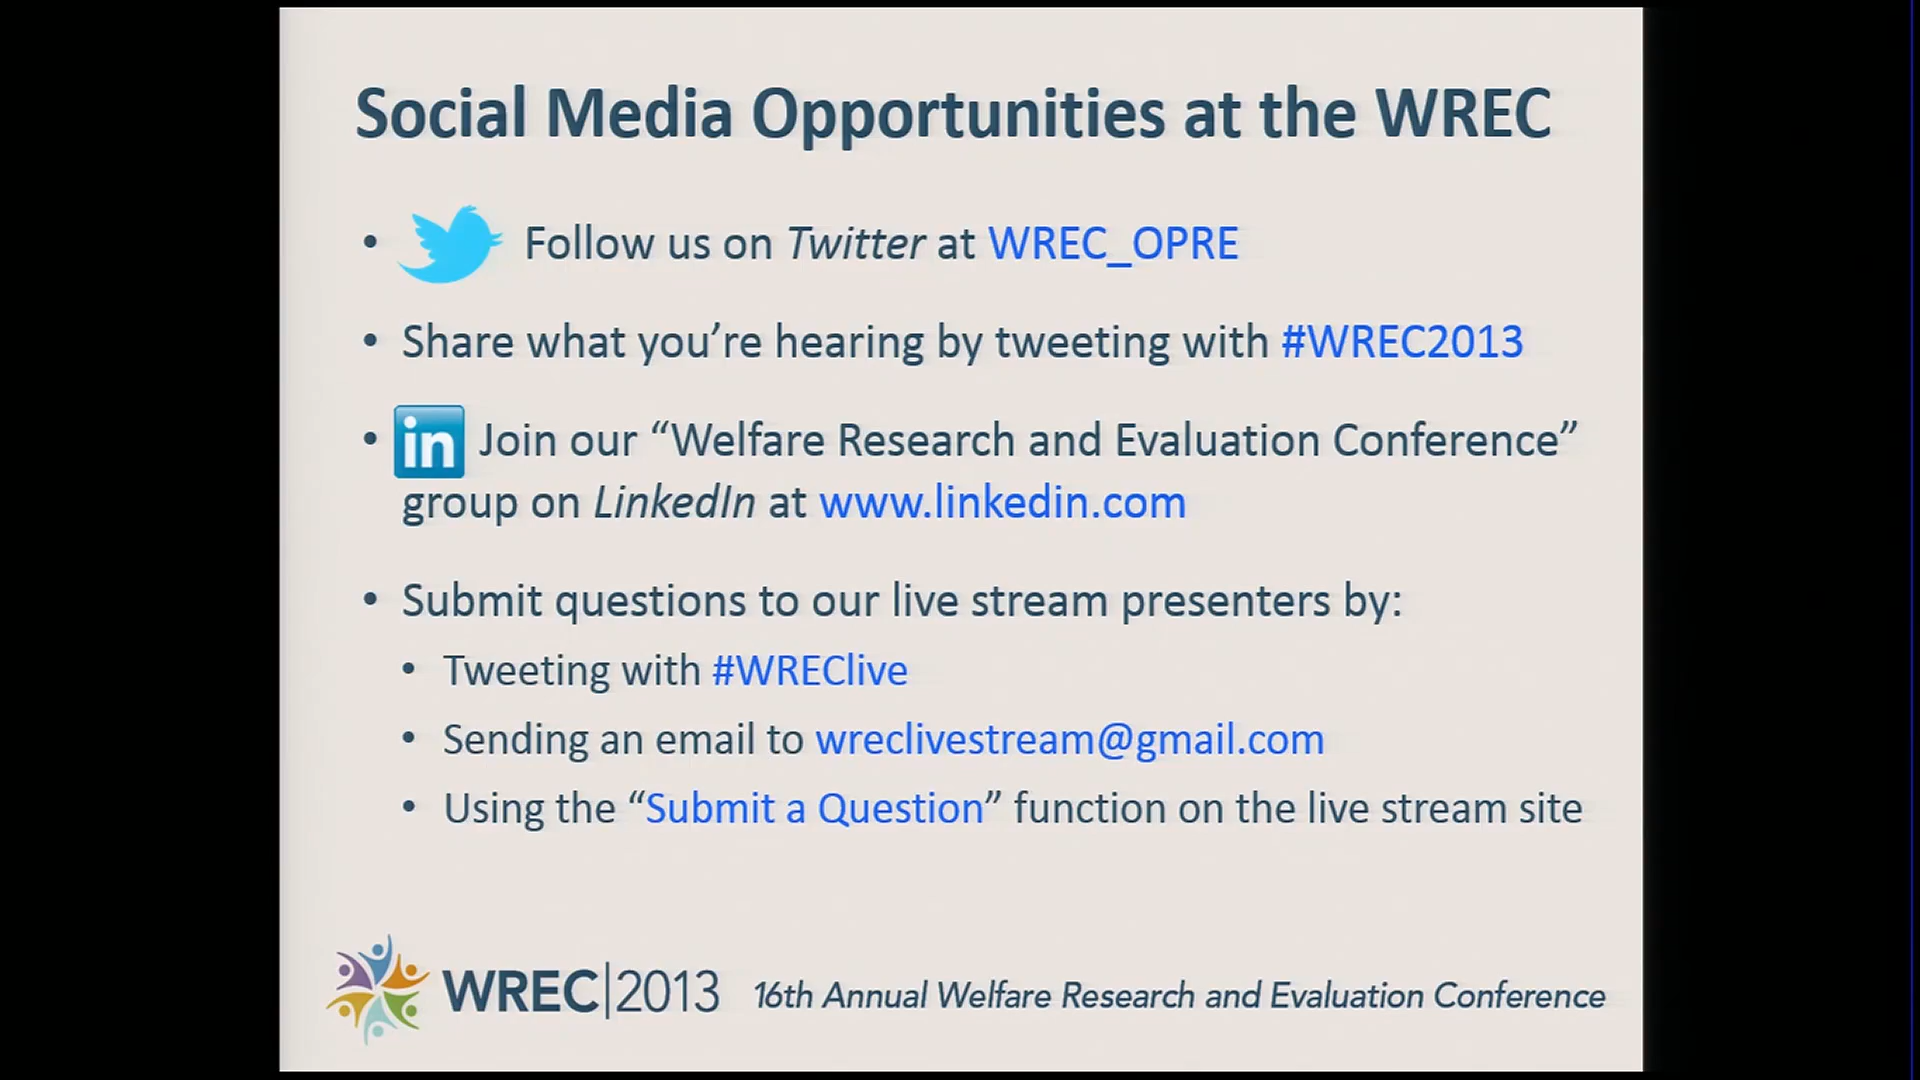 Social Media Opportunities at the WREC
• Follow us on Twitter at WREC_OPRE
• Share what you’re hearing by tweeting with #WREC2013
• in Join our “Welfare Research and Evaluation Conference”
group on LinkedIn at www.linkedin.com
• Submit questions to our live stream presenters by:
• Tweeting with #WREClive
• Sending an email to wreclivestream@gmail.com
• Using the “Submit a Question” function on the live stream site
WREC|2013 16th Annual Welfare Research and Evaluation Conference